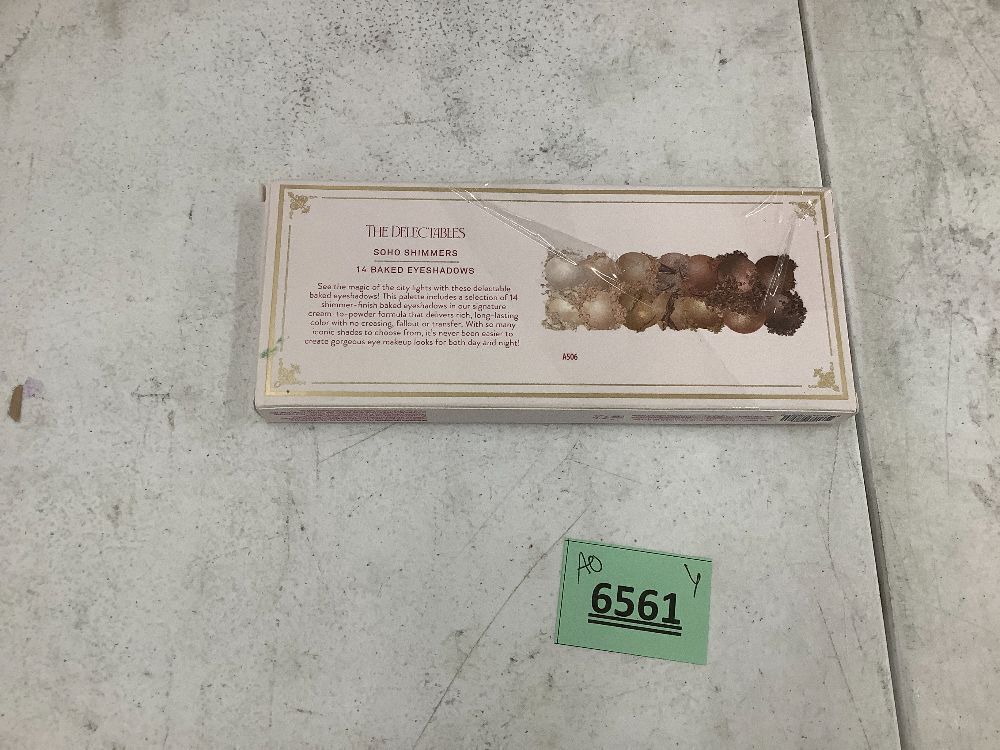 THE DELECTABLES
SOHO SHIMMERS
14 BAKED EYESHADOWS
See the magic of the city lights with these delectable
baked eyeshadows! This palette includes a selection of 14
shimmer-finish baked eyeshadows in our signature
cream-to-powder formula that delivers rich, long-lasting
color with no creasing, fallout or transfer. With so many
iconic shades to choose from, it's never been easier to
create gorgeous eye makeup looks for both day and night!
A506
AO
6561